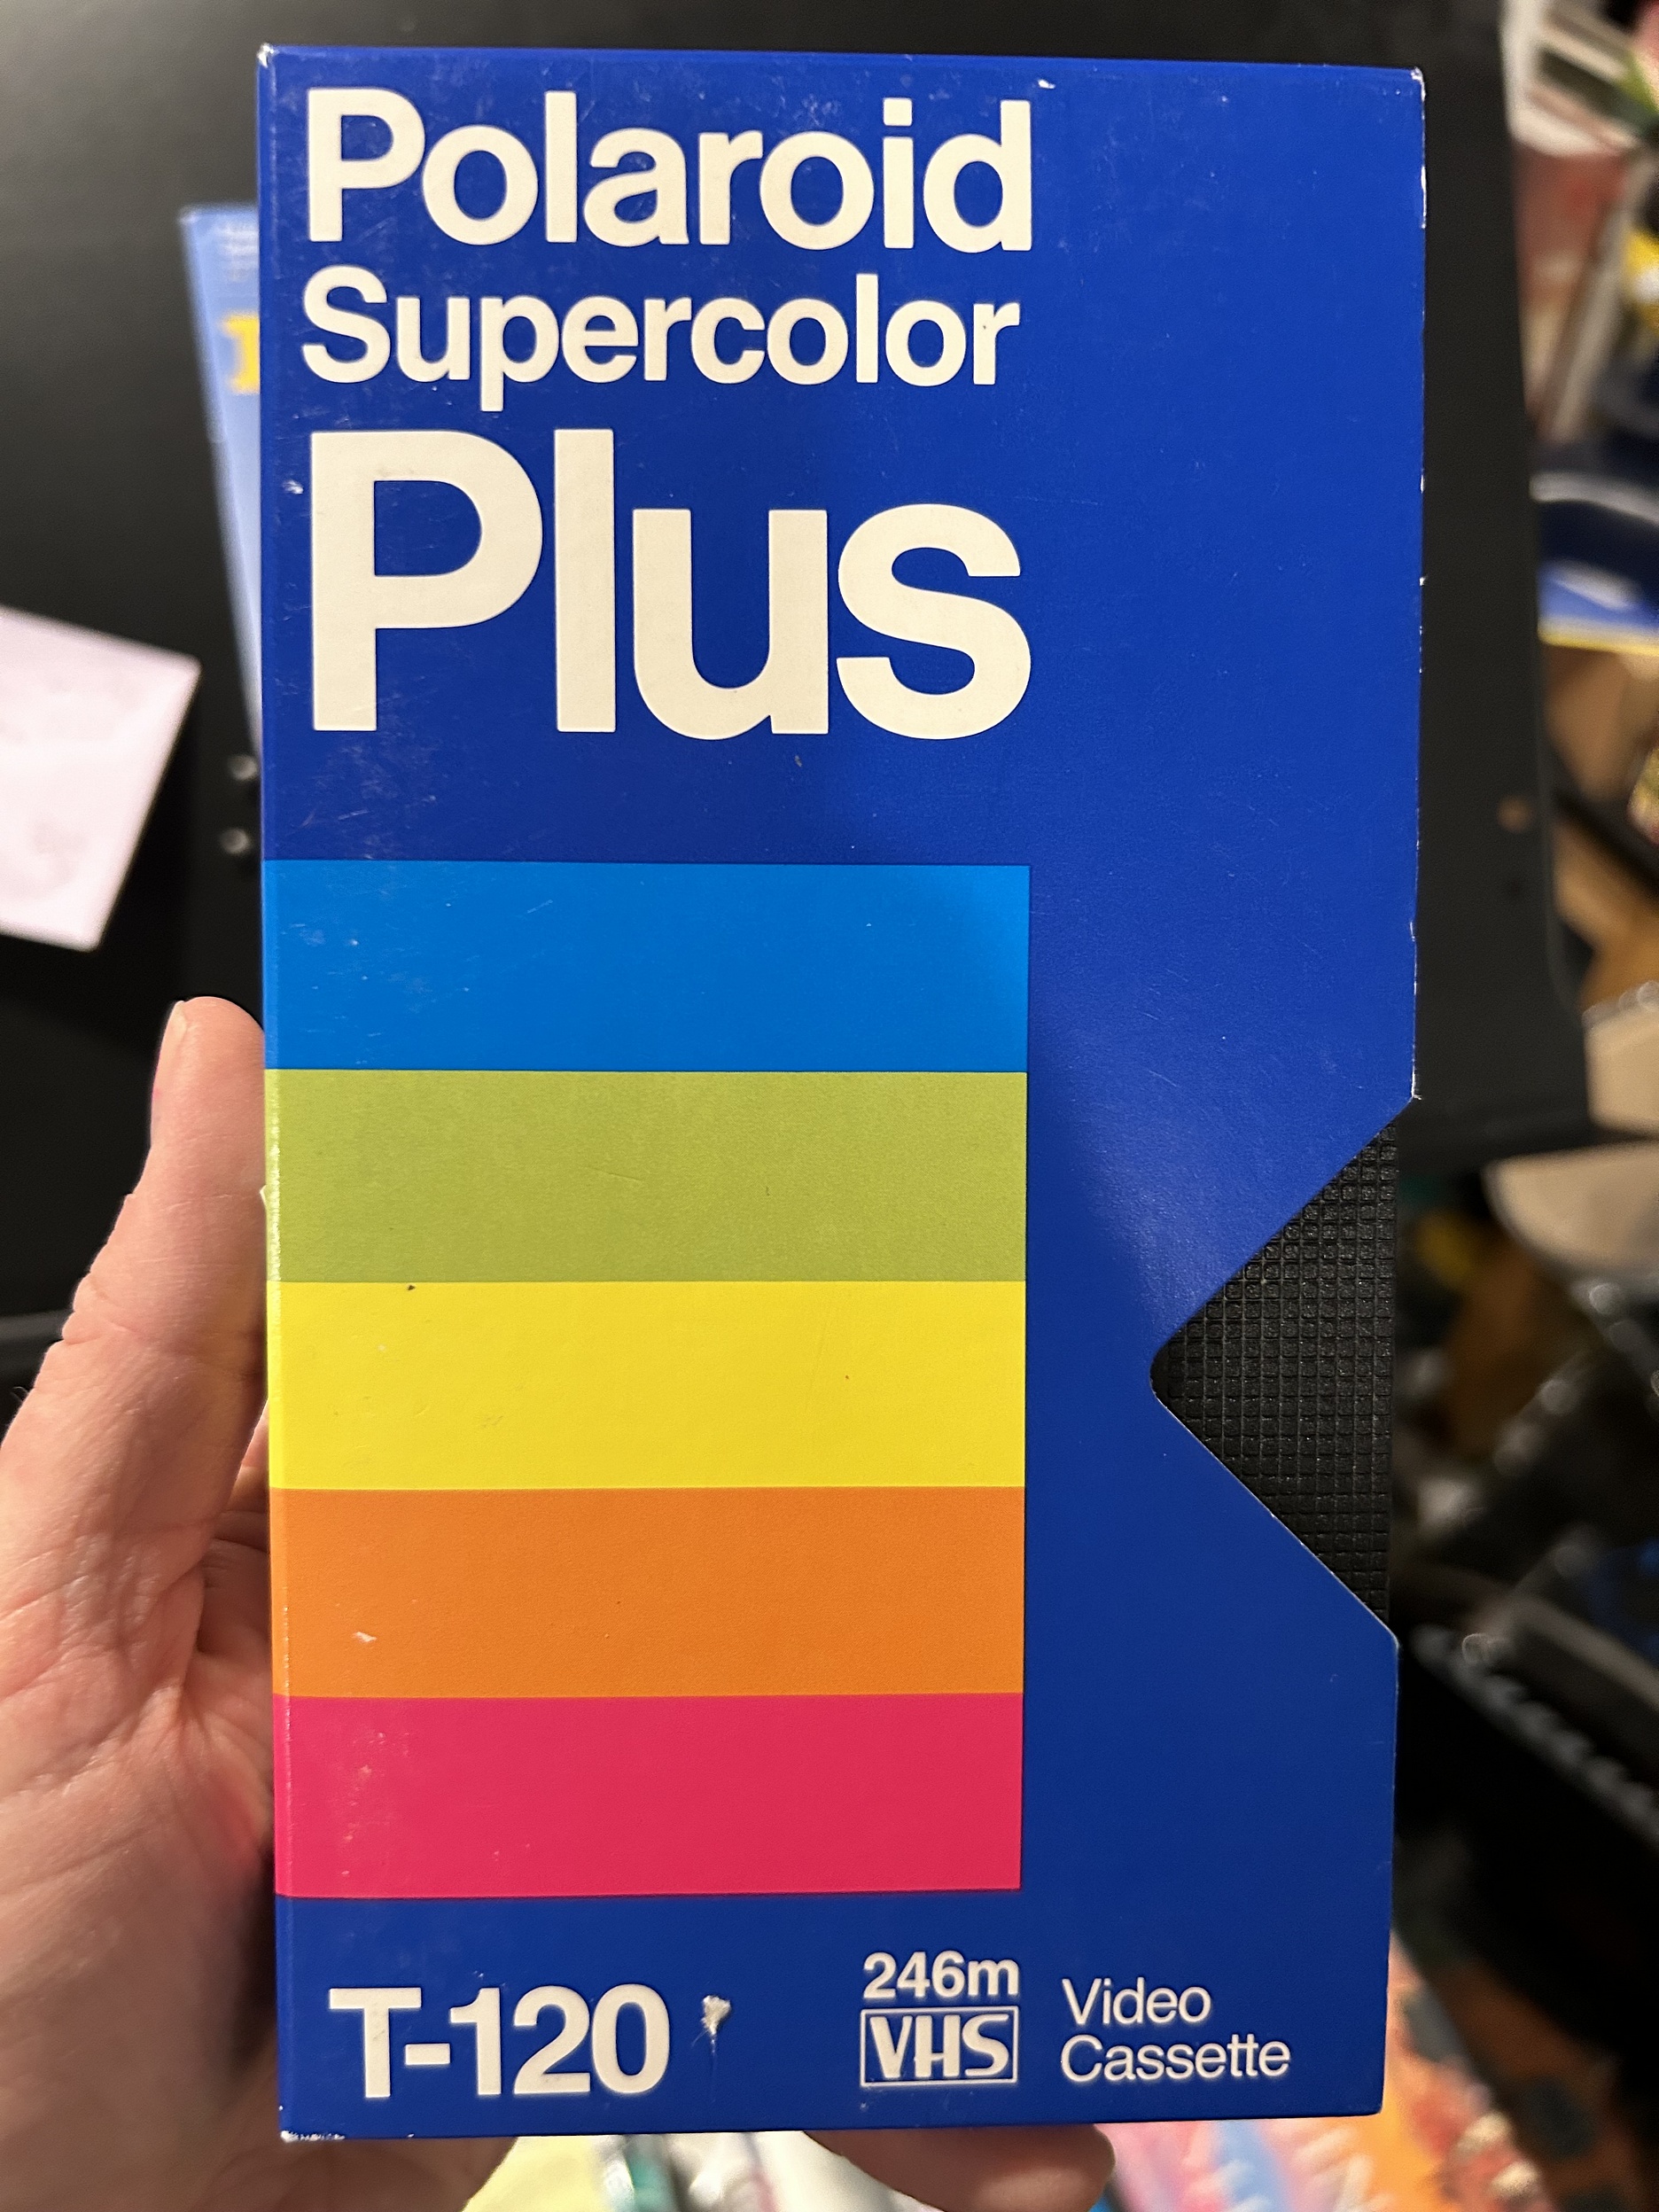 Polaroid
Supercolor
Plus
T-120
246m
VHS
Video
Cassette